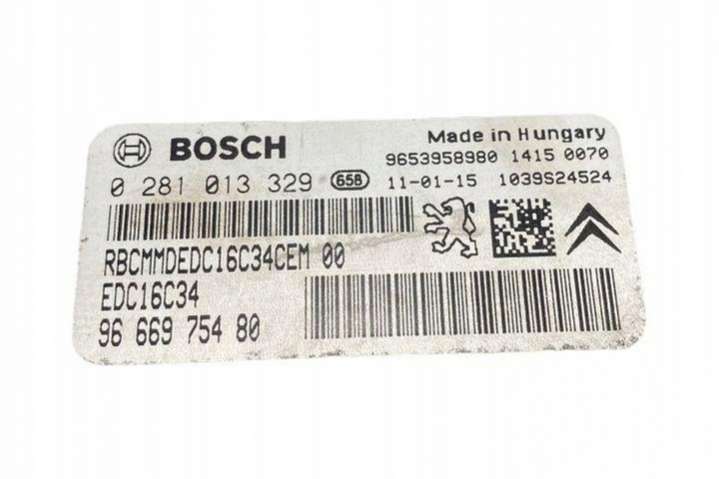 BOSCH
Made in Hungary
9653958980 1415 0070
0 281 013 329 658 11-01-15 1039S24524
RBCMMDEDC16C34CEM 00
EDC16C34
96 669 754 80